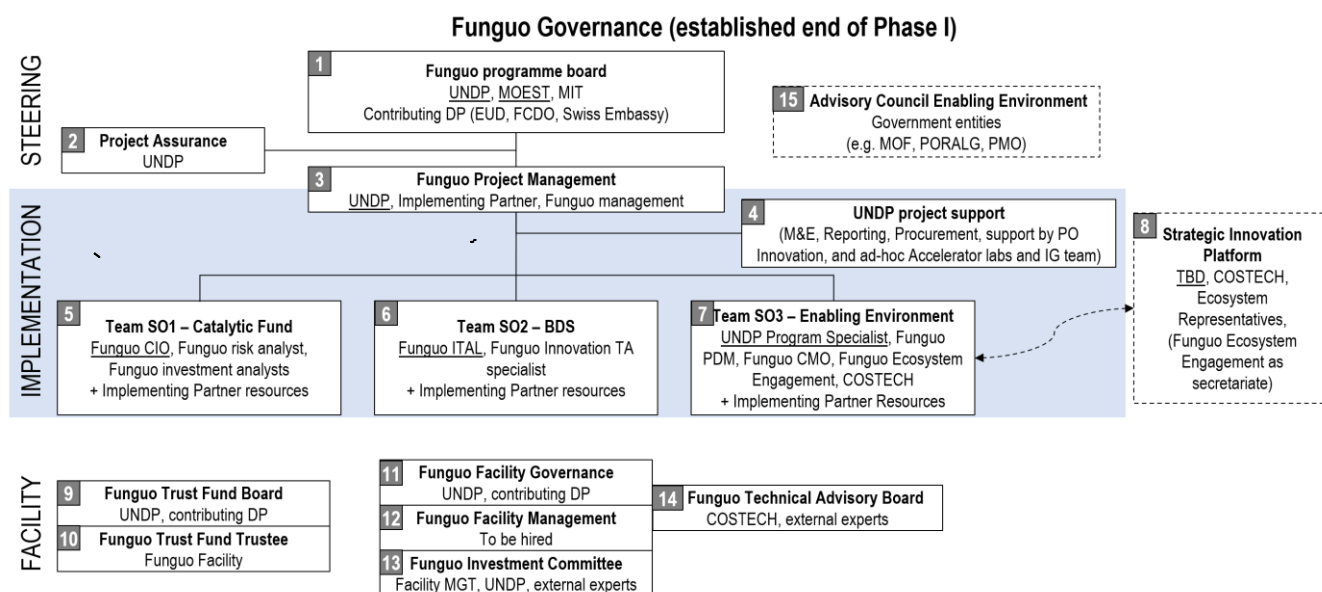 Funguo Governance (established end of Phase I)
STEERING
1
Funguo programme board
UNDP, MOEST, MIT
Contributing DP (EUD, FCDO, Swiss Embassy)
15
Advisory Council Enabling Environment
Government entities
(e.g. MOF, PORALG, PMO)
2
Project Assurance
UNDP
3
Funguo Project Management
UNDP, Implementing Partner, Funguo management
IMPLEMENTATION
4
UNDP project support
(M&E, Reporting, Procurement, support by PO
Innovation, and ad-hoc Accelerator labs and IG team)
8
Strategic Innovation
Platform
TBD, COSTECH,
Ecosystem
Representatives,
(Funguo Ecosystem
Engagement as
secretariate)
5
Team SO1 – Catalytic Fund
Funguo CIO, Funguo risk analyst,
Funguo investment analysts
+ Implementing Partner resources
6
Team SO2 – BDS
Funguo ITAL, Funguo Innovation TA
specialist
+ Implementing Partner resources
7
Team SO3 – Enabling Environment
UNDP Program Specialist, Funguo
PDM, Funguo CMO, Funguo Ecosystem
Engagement, COSTECH
+ Implementing Partner Resources
FACILITY
9
Funguo Trust Fund Board
UNDP, contributing DP
10
Funguo Trust Fund Trustee
Funguo Facility
11
Funguo Facility Governance
UNDP, contributing DP
12
Funguo Facility Management
To be hired
13
Funguo Investment Committee
Facility MGT, UNDP, external experts
14
Funguo Technical Advisory Board
COSTECH, external experts